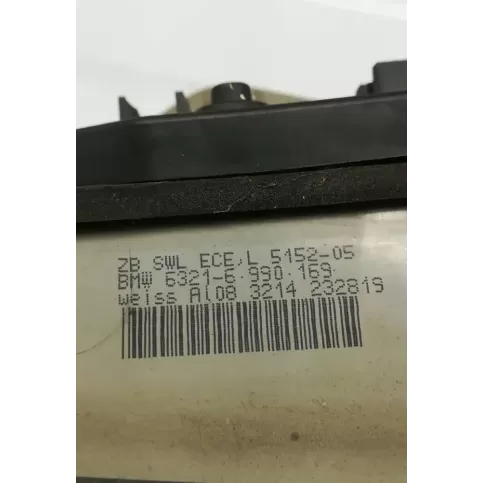 ZB SWL ECE,L 5152-05
BMW 6321-6.990.169
weiss Al08 3214 232819